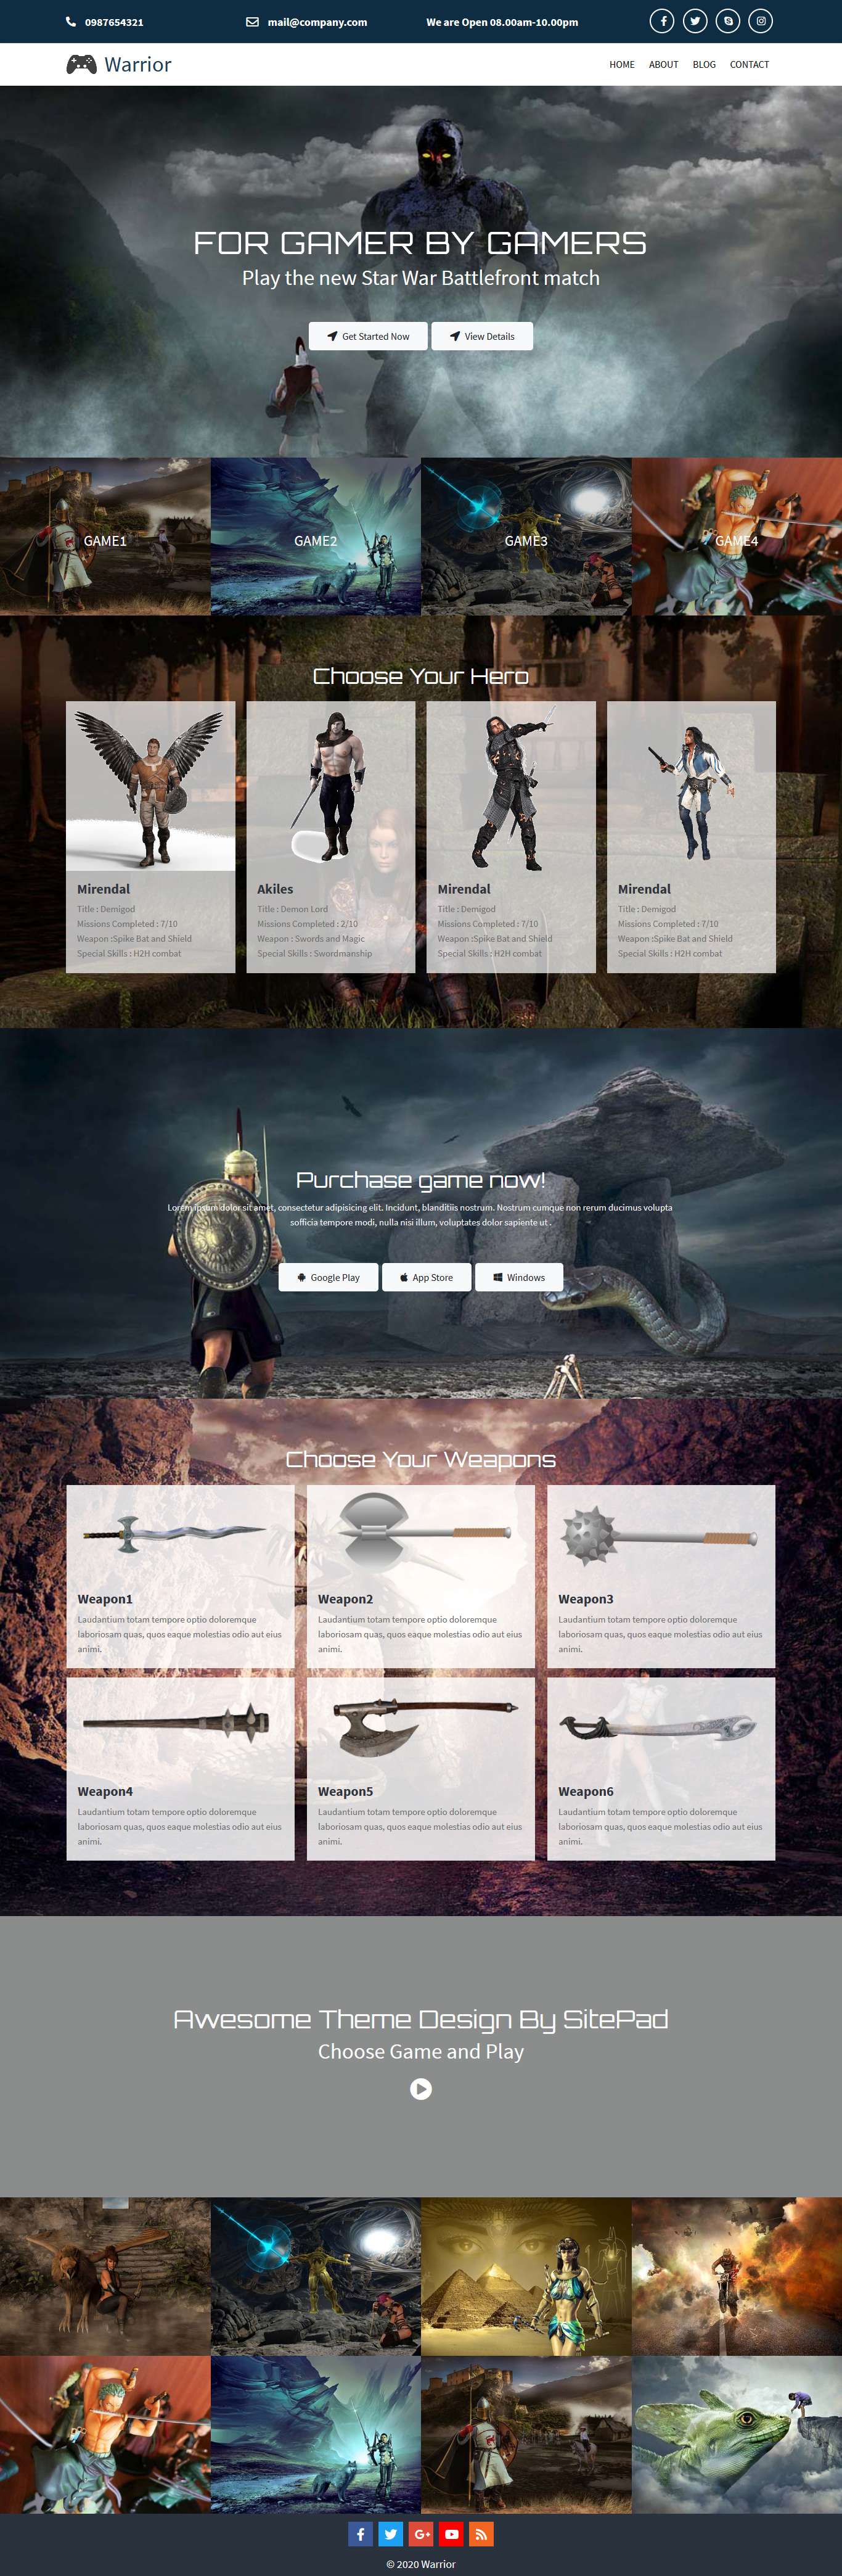 0987654321
mail@company.com
We are Open 08.00am-10.00pm
Warrior
HOME ABOUT BLOG CONTACT
FOR GAMER BY GAMERS
Play the new Star War Battlefront match
Get Started Now
View Details
GAME1
GAME2
GAME3
GAME4
Choose Your Hero
Mirendal
Title : Demigod
Missions Completed : 7/10
Weapon :Spike Bat and Shield
Special Skills : H2H combat
Akiles
Title : Demon Lord
Missions Completed : 2/10
Weapon : Swords and Magic
Special Skills : Swordmanship
Mirendal
Title : Demigod
Missions Completed : 7/10
Weapon :Spike Bat and Shield
Special Skills : H2H combat
Mirendal
Title : Demigod
Missions Completed : 7/10
Weapon :Spike Bat and Shield
Special Skills : H2H combat
Purchase game now!
Lorem ipsum dolor sit amet, consectetur adipisicing elit. Incidunt, blanditiis nostrum. Nostrum cumque non rerum ducimus volupta
sofficia tempore modi, nulla nisi illum, voluptates dolor sapiente ut .
Google Play
App Store
Windows
Choose Your Weapons
Weapon1
Laudantium totam tempore optio doloremque
laboriosam quas, quos eaque molestias odio aut eius
animi.
Weapon2
Laudantium totam tempore optio doloremque
laboriosam quas, quos eaque molestias odio aut eius
animi.
Weapon3
Laudantium totam tempore optio doloremque
laboriosam quas, quos eaque molestias odio aut eius
animi.
Weapon4
Laudantium totam tempore optio doloremque
laboriosam quas, quos eaque molestias odio aut eius
animi.
Weapon5
Laudantium totam tempore optio doloremque
laboriosam quas, quos eaque molestias odio aut eius
animi.
Weapon6
Laudantium totam tempore optio doloremque
laboriosam quas, quos eaque molestias odio aut eius
animi.
Awesome Theme Design By SitePad
Choose Game and Play
© 2020 Warrior